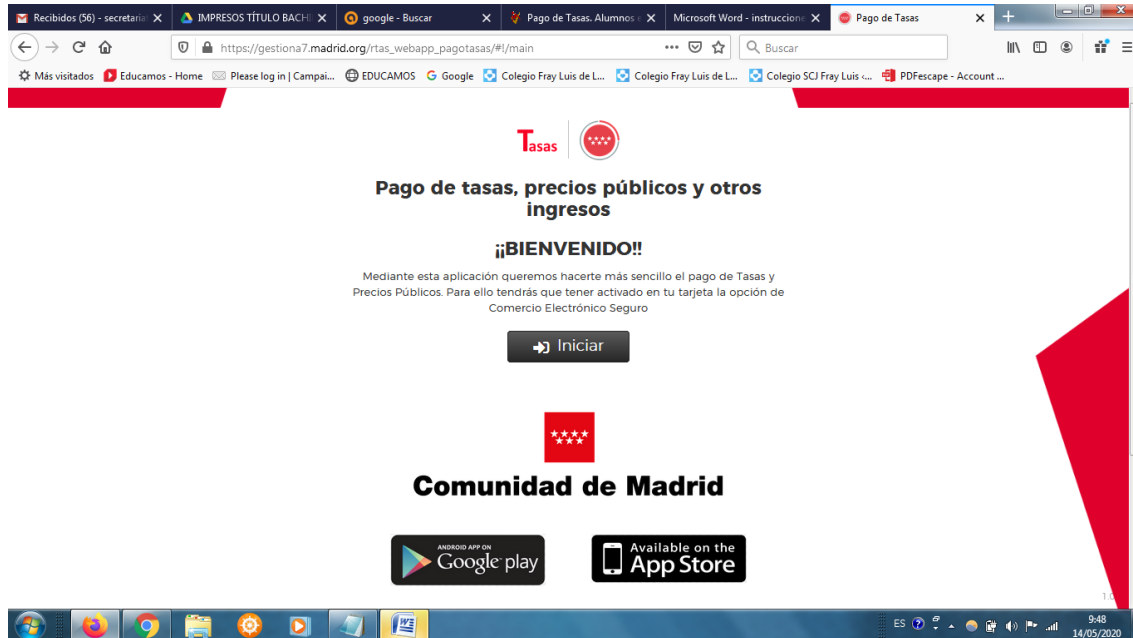 Recibidos (56) - secretaria
IMPRESOS TÍTULO BACHI
google - Buscar
Pago de Tasas. Alumnos e
Microsoft Word - instruccione
Pago de Tasas
https://gestiona7.madrid.org/rtas_webapp_pagotasas/#!/main
Buscar
Más visitados
Educamos - Home
Please log in | Campai...
EDUCAMOS
Google
Colegio Fray Luis de L...
Colegio Fray Luis de L...
Colegio SCJ Fray Luis ...
PDFescape - Account ...
Tasas
Pago de tasas, precios públicos y otros
ingresos
¡¡BIENVENIDO!!
Mediante esta aplicación queremos hacerte más sencillo el pago de Tasas y
Precios Públicos. Para ello tendrás que tener activado en tu tarjeta la opción de
Comercio Electrónico Seguro
Iniciar
Comunidad de Madrid
ANDROID APP ON
Google play
Available on the
App Store
ES
9:48
14/05/2020